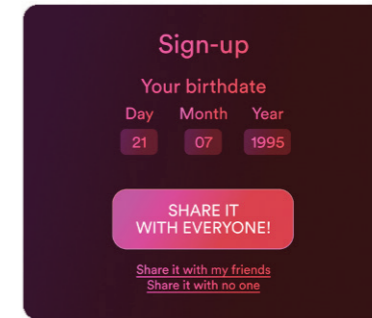 Sign-up
Your birthdate
Day Month Year
21 07 1995
SHARE IT
WITH EVERYONE!
Share it with my friends
Share it with no one